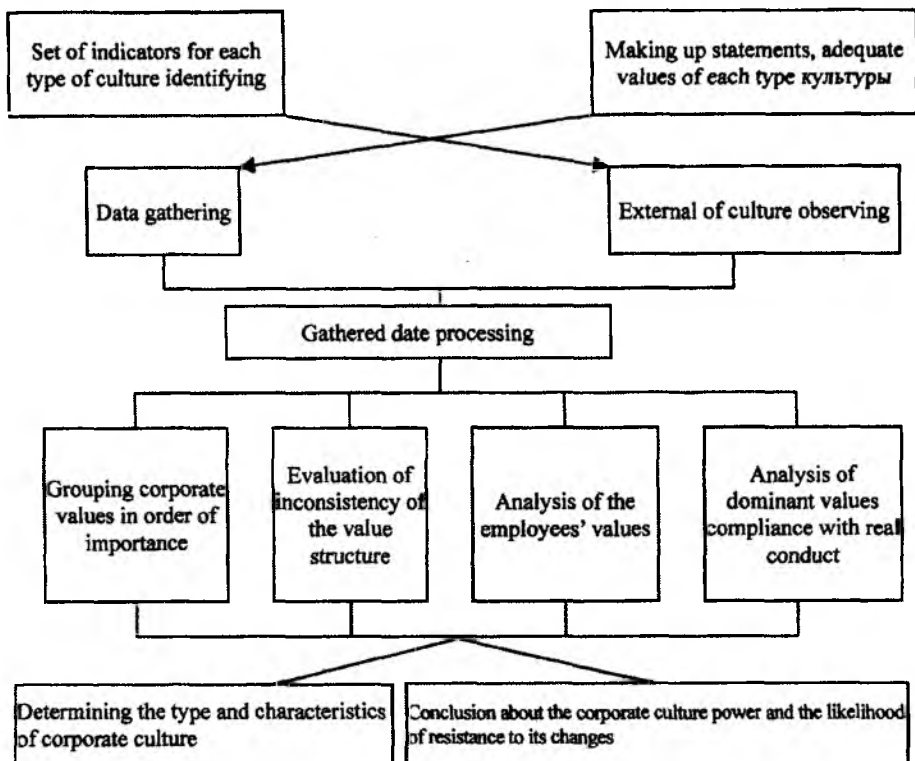 Set of indicators for each
type of culture identifying
Making up statements, adequate
values of each type культуры
Data gathering
External of culture observing
Gathered date processing
Grouping corporate
values in order of
importance
Evaluation of
inconsistency of
the value
structure
Analysis of the
employees' values
Analysis of
dominant values
compliance with real
conduct
Determining the type and characteristics
of corporate culture
Conclusion about the corporate culture power and the likelihood
of resistance to its changes